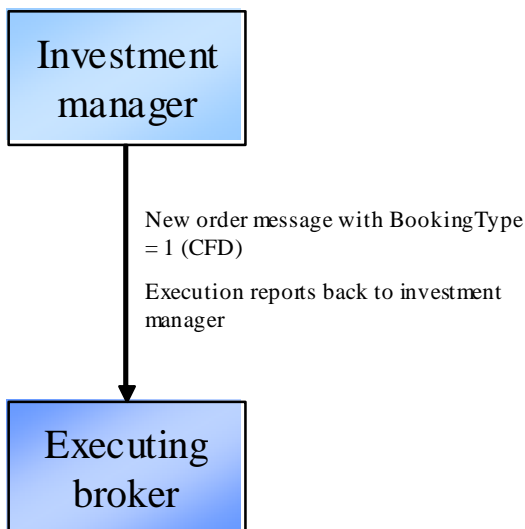 Investment
manager
New order message with BookingType
= 1 (CFD)
Execution reports back to investment
manager
Executing
broker